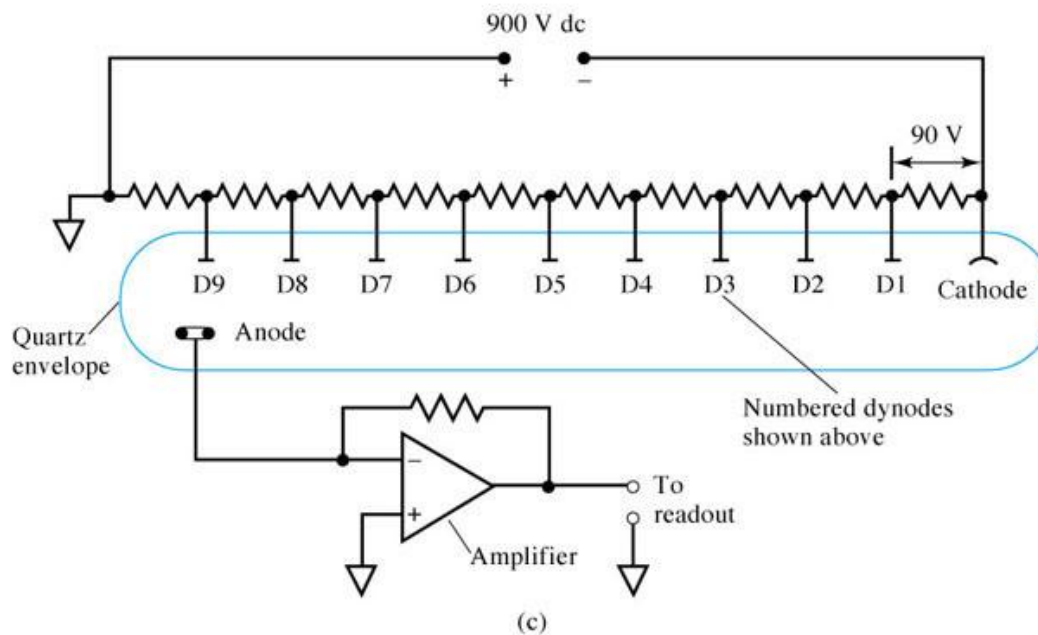 900 V dc
+ −
90 V
D9 D8 D7 D6 D5 D4 D3 D2 D1 Cathode
Quartz
envelope
Anode
Numbered dynodes
shown above
−
+
To
readout
Amplifier
(c)